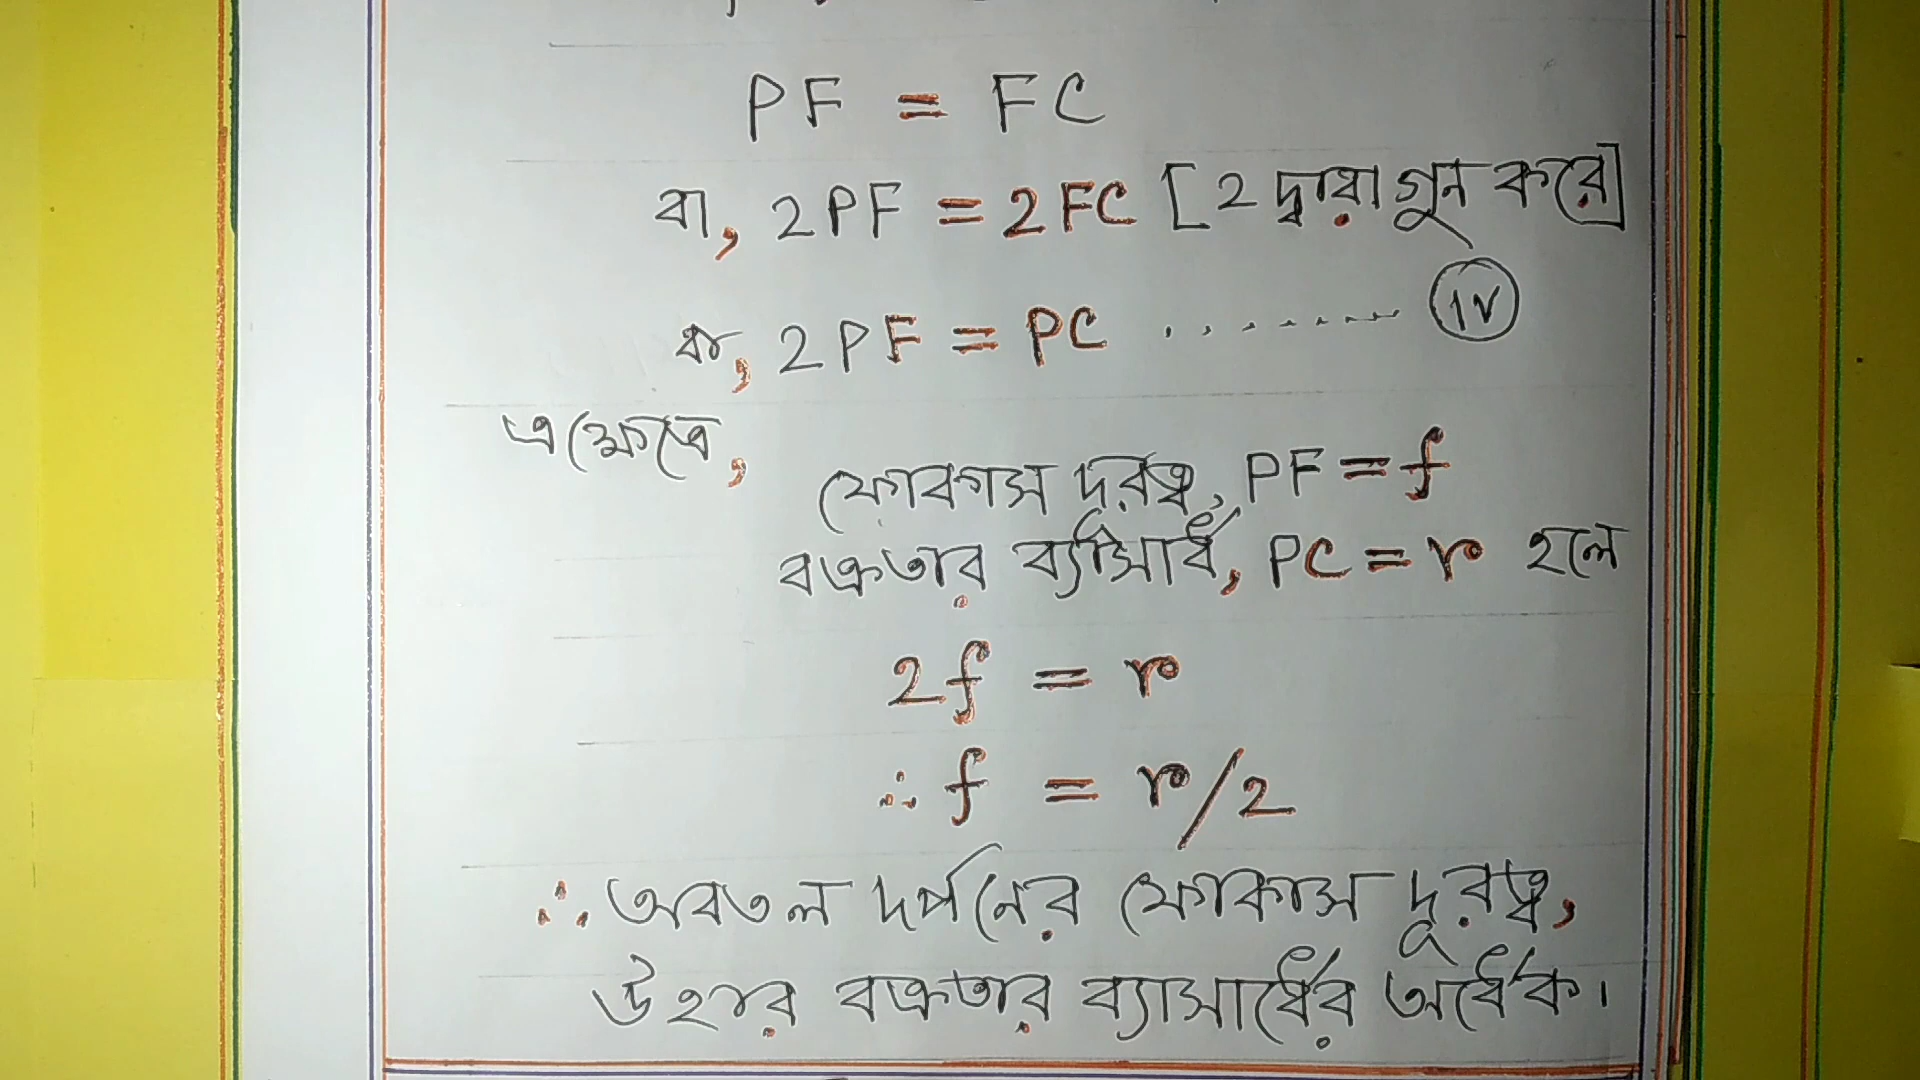 PF = FC
বা, 2PF = 2FC [2 দ্বারা গুন করে]
বা, 2PF = PC ......... (iv)
এক্ষেত্রে,
ফোকাস দূরত্ব, PF = f
বক্রতার ব্যাসার্ধ, PC = r হলে
2f = r
∴ f = r/2
∴ অবতল দর্পনের ফোকাস দূরত্ব,
উহার বক্রতার ব্যাসার্ধের অর্ধেক।